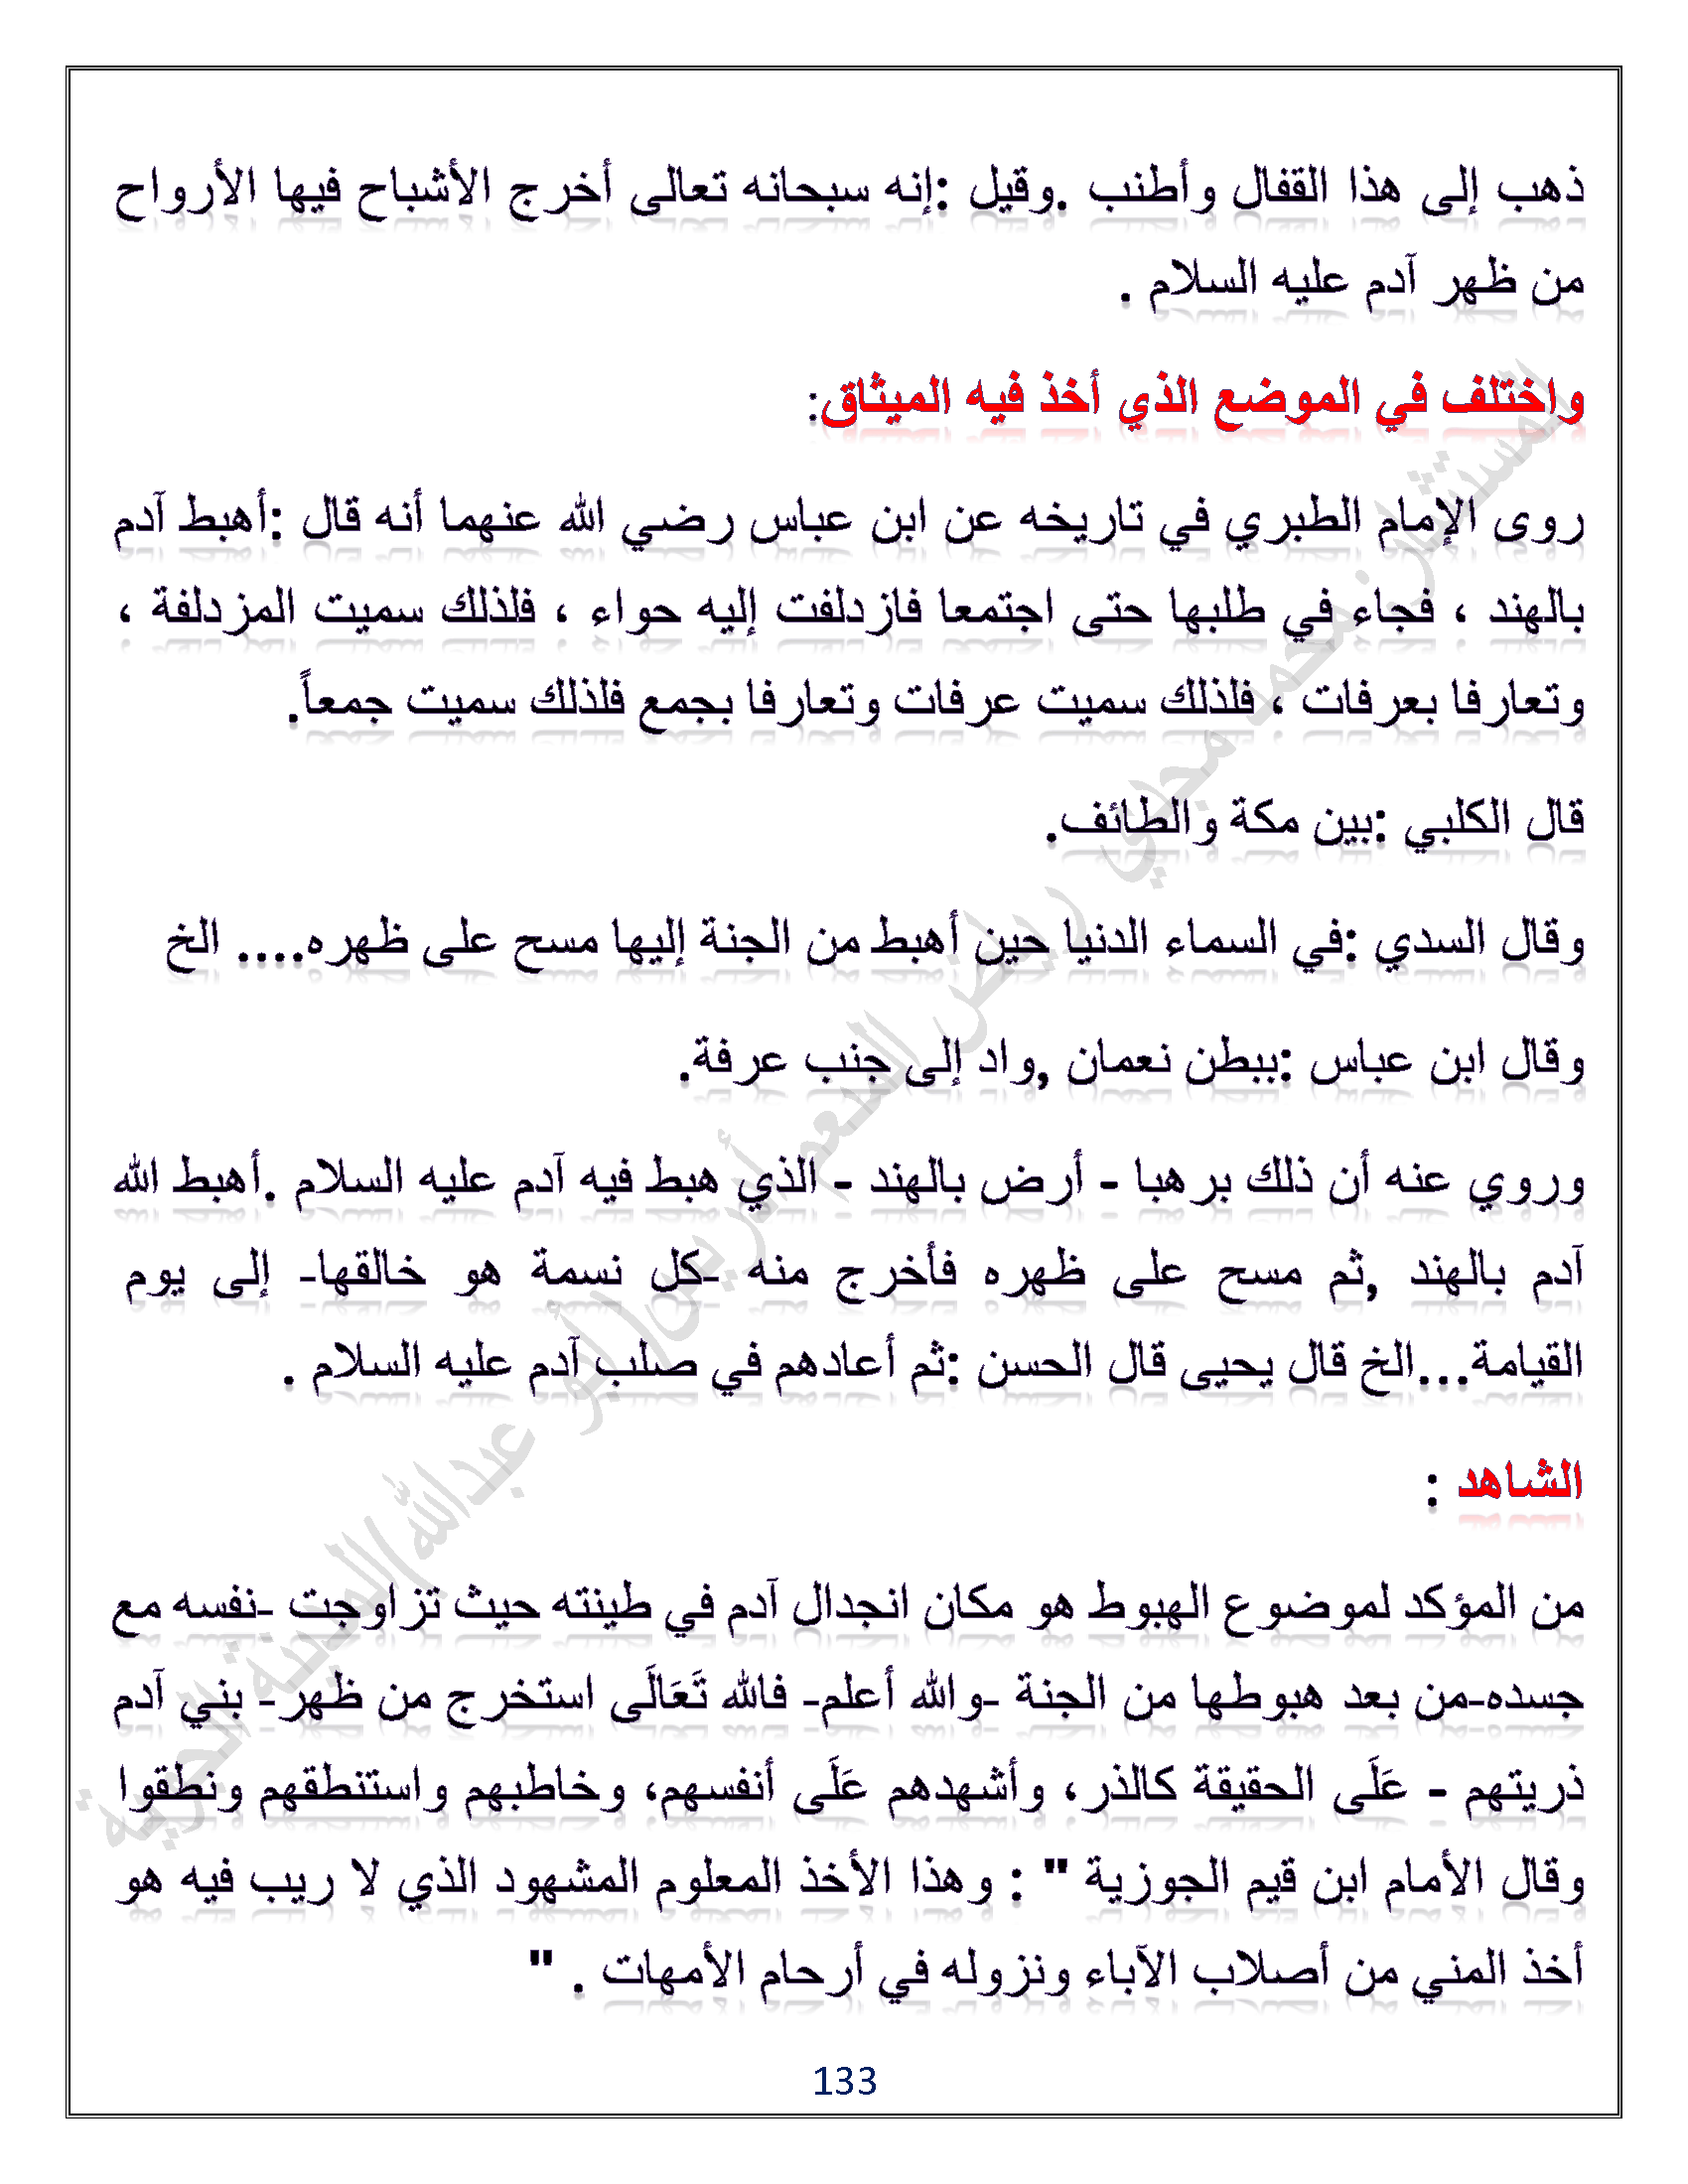 ذهب إلى هذا القفال وأطنب .وقيل :إنه سبحانه تعالى أخرج الأشباح فيها الأرواح
من ظهر آدم عليه السلام .
واختلف في الموضع الذي أخذ فيه الميثاق:
روى الإمام الطبري في تاريخه عن ابن عباس رضي الله عنهما أنه قال :أهبط آدم
بالهند ، فجاء في طلبها حتى اجتمعا فازدلفت إليه حواء ، فلذلك سميت المزدلفة ،
وتعارفا بعرفات ، فلذلك سميت عرفات وتعارفا بجمع فلذلك سميت جمعاً.
قال الكلبي :بين مكة والطائف.
وقال السدي :في السماء الدنيا حين أهبط من الجنة إليها مسح على ظهره.... الخ
وقال ابن عباس :ببطن نعمان ,واد إلى جنب عرفة.
وروي عنه أن ذلك برهبا - أرض بالهند - الذي هبط فيه آدم عليه السلام .أهبط الله
آدم بالهند ,ثم مسح على ظهره فأخرج منه -كل نسمة هو خالقها- إلى يوم
القيامة...الخ قال يحيى قال الحسن :ثم أعادهم في صلب آدم عليه السلام .
الشاهد :
من المؤكد لموضوع الهبوط هو مكان انجدال آدم في طينته حيث تزاوجت -نفسه مع
جسده-من بعد هبوطها من الجنة -والله أعلم- فالله تَعَالَى استخرج من ظهر- بني آدم
ذريتهم - عَلَى الحقيقة كالذر، وأشهدهم عَلَى أنفسهم، وخاطبهم واستنطقهم ونطقوا
وقال الأمام ابن قيم الجوزية " : وهذا الأخذ المعلوم المشهود الذي لا ريب فيه هو
أخذ المني من أصلاب الآباء ونزوله في أرحام الأمهات . "
133